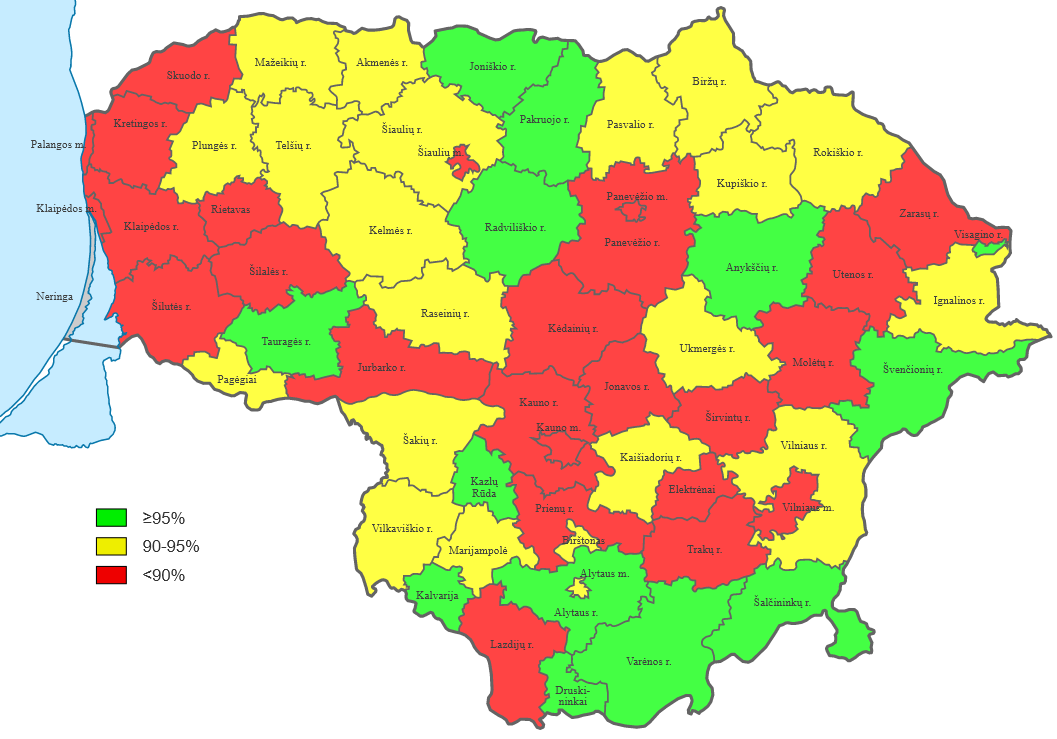 Mažeikių r.
Akmenės r.
Joniškio r.
Skuodo r.
Biržų r.
Kretingos r.
Pakruojo r.
Pasvalio r.
Šiaulių r.
Palangos m.
Plungės r.
Telšių r.
Šiaulių m.
Rokiškio r.
Kupiškio r.
Panevėžio m.
Klaipėdos m.
Rietavas
Zarasų r.
Klaipėdos r.
Kelmės r.
Radviliškio r.
Visagino r.
Panevėžio r.
Šilalės r.
Anykščių r.
Utenos r.
Neringa
Šilutės r.
Ignalinos r.
Raseinių r.
Kėdainių r.
Tauragės r.
Ukmergės r.
Molėtų r.
Jurbarko r.
Švenčionių r.
Pagėgiai
Jonavos r.
Kauno r.
Širvintų r.
Kauno m.
Šakių r.
Vilniaus r.
Kaišiadorių r.
Kazlų
Rūda
Elektrėnai
Prienų r.
Vilniaus m.
≥95%
Vilkaviškio r.
Birštonas
90-95%
Marijampolė
Trakų r.
<90%
Alytaus m.
Kalvarija
Šalčininkų r.
Alytaus r.
Lazdijų r.
Varėnos r.
Druski-
ninkai